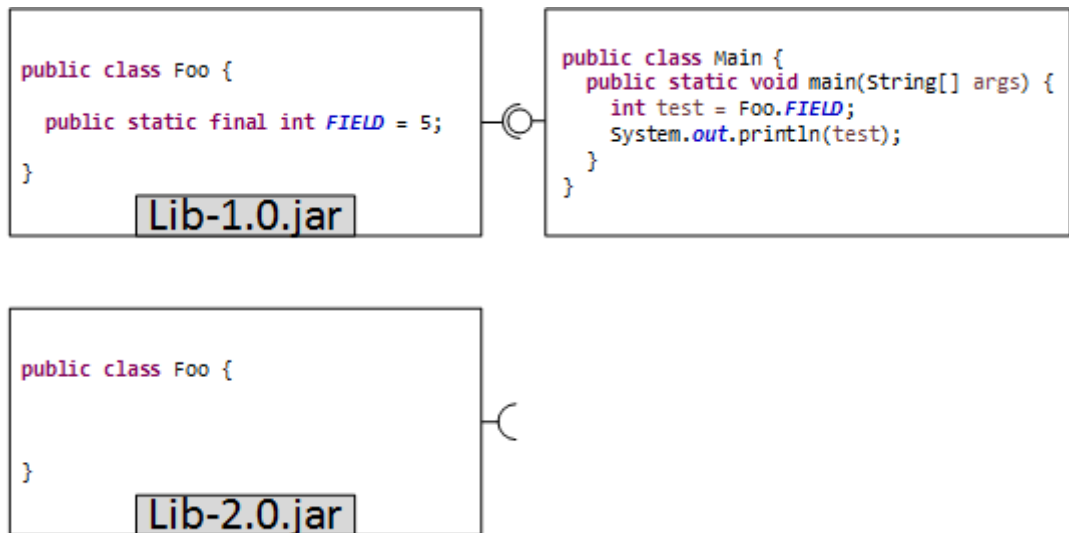 public class Foo {
public static final int FIELD = 5;
}
Lib-1.0.jar
public class Main {
public static void main(String[] args) {
int test = Foo.FIELD;
System.out.println(test);
}
}
public class Foo {
}
Lib-2.0.jar